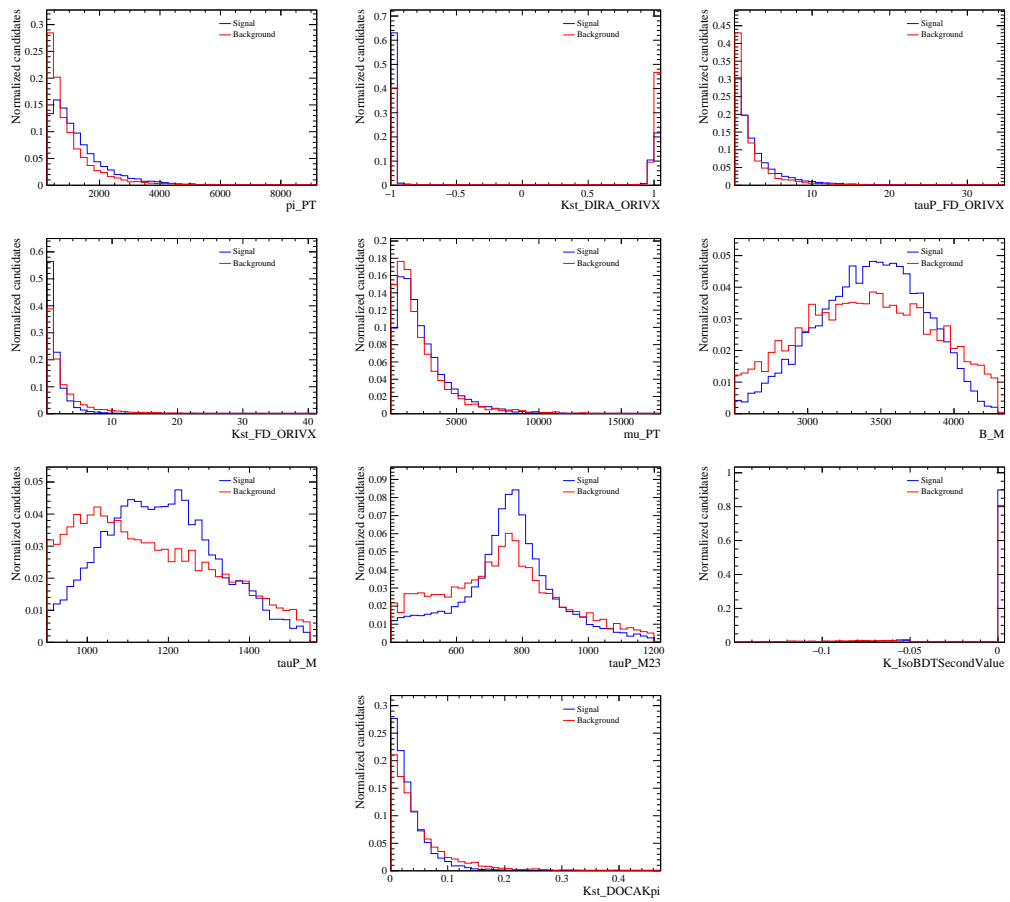 Normalized candidates
0.3
0.25
0.2
0.15
0.1
0.05
0
Signal
Background
2000 4000 6000 8000
pi_PT
Normalized candidates
0.7
0.6
0.5
0.4
0.3
0.2
0.1
0
Signal
Background
−1 −0.5 0 0.5 1
Kst_DIRA_ORIVX
Normalized candidates
0.45
0.4
0.35
0.3
0.25
0.2
0.15
0.1
0.05
0
Signal
Background
10 20 30
tauP_FD_ORIVX
Normalized candidates
0.6
0.5
0.4
0.3
0.2
0.1
0
Signal
Background
10 20 30 40
Kst_FD_ORIVX
Normalized candidates
0.2
0.18
0.16
0.14
0.12
0.1
0.08
0.06
0.04
0.02
0
Signal
Background
5000 10000 15000
mu_PT
Normalized candidates
0.05
0.04
0.03
0.02
0.01
0
Signal
Background
3000 3500 4000
B_M
Normalized candidates
0.05
0.04
0.03
0.02
0.01
0
Signal
Background
1000 1200 1400
tauP_M
Normalized candidates
0.09
0.08
0.07
0.06
0.05
0.04
0.03
0.02
0.01
0
Signal
Background
600 800 1000 1200
tauP_M23
Normalized candidates
1
0.8
0.6
0.4
0.2
0
Signal
Background
−0.1 −0.05 0
K_IsoBDTSecondValue
Normalized candidates
0.3
0.25
0.2
0.15
0.1
0.05
0
Signal
Background
0 0.1 0.2 0.3 0.4
Kst_DOCAKpi